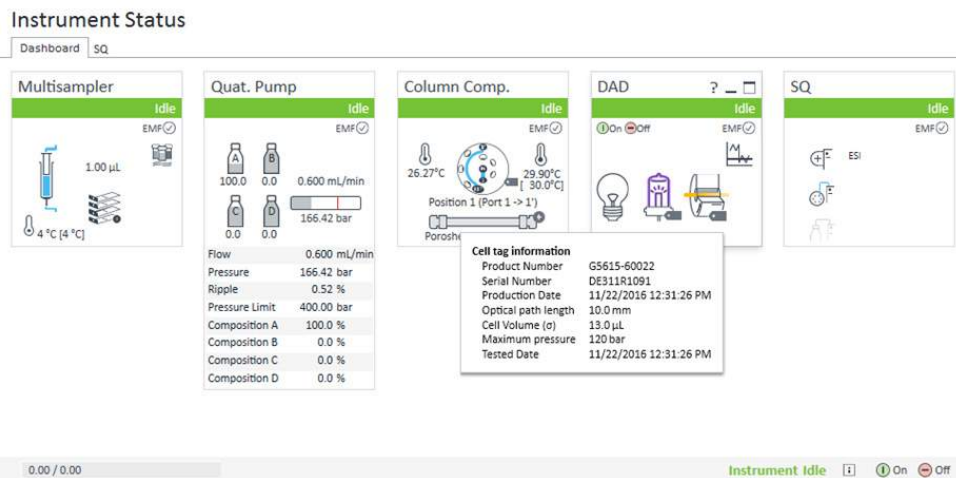 Instrument Status
Dashboard SQ
Multisampler
Idle
EMF
1.00 µL
4 °C [4 °C]
Quat. Pump
Idle
EMF
A B
100.0 0.0 0.600 mL/min
C D
166.42 bar
0.0 0.0
Flow 0.600 mL/min
Pressure 166.42 bar
Ripple 0.52 %
Pressure Limit 400.00 bar
Composition A 100.0 %
Composition B 0.0 %
Composition C 0.0 %
Composition D 0.0 %
Column Comp.
Idle
EMF
26.27°C 29.90°C
[ 30.0°C]
Position 1 (Port 1 -> 1')
Poroshe
DAD ?
Idle
On Off EMF
Cell tag information
Product Number G5615-60022
Serial Number DE311R1091
Production Date 11/22/2016 12:31:26 PM
Optical path length 10.0 mm
Cell Volume (σ) 13.0 µL
Maximum pressure 120 bar
Tested Date 11/22/2016 12:31:26 PM
SQ
Idle
EMF
ESI
0.00 / 0.00
Instrument Idle i On Off